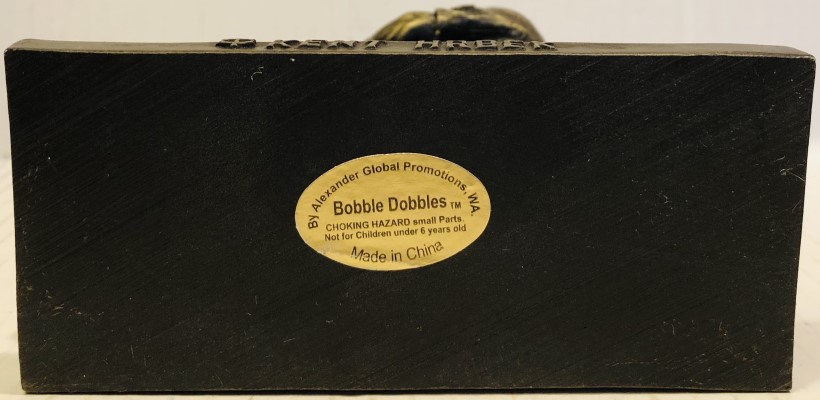 KENT HRBEK
By Alexander Global Promotions, WA.
Bobble Dobbles TM
CHOKING HAZARD small Parts.
Not for Children under 6 years old
Made in China